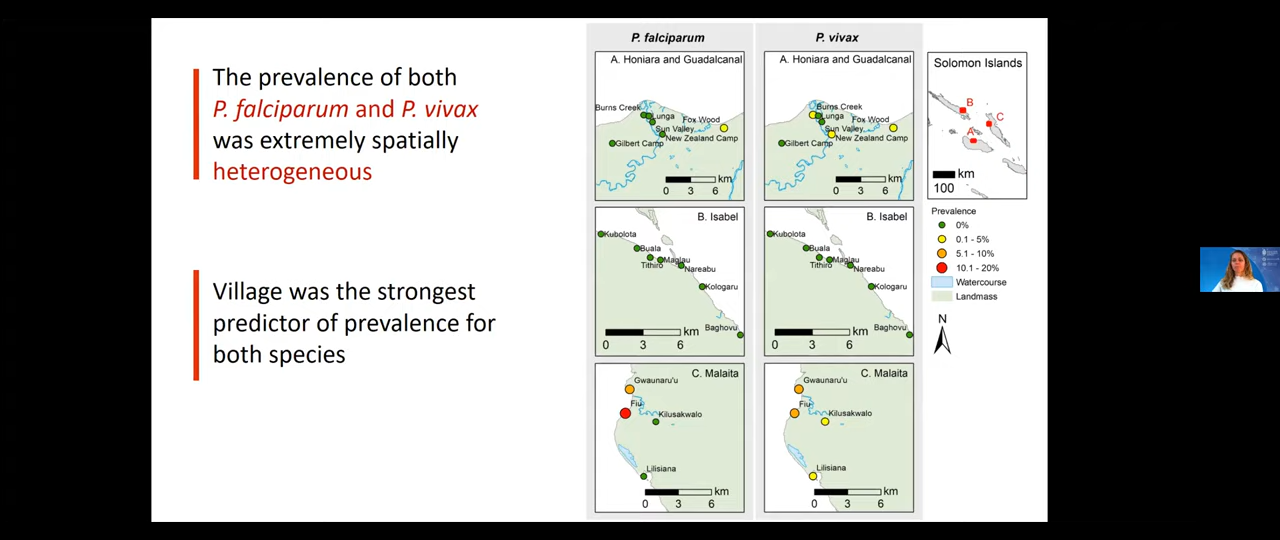 The prevalence of both
P. falciparum and P. vivax
was extremely spatially
heterogeneous
Village was the strongest
predictor of prevalence for
both species
P. falciparum
A. Honiara and Guadalcanal
Burns Creek
Lunga
Fox Wood
Sun Valley
New Zealand Camp
Gilbert Camp
km
0 3 6
B. Isabel
Kubolota
Buala
Tithiro
Maglau
Nareabu
Kologaru
Baghovu
km
0 3 6
C. Malaita
Gwaunaru'u
Fiu
Kilusakwalo
Lilisiana
km
0 3 6
P. vivax
A. Honiara and Guadalcanal
Burns Creek
Lunga
Fox Wood
Sun Valley
New Zealand Camp
Gilbert Camp
km
0 3 6
B. Isabel
Kubolota
Buala
Tithiro
Maglau
Nareabu
Kologaru
Baghovu
km
0 3 6
C. Malaita
Gwaunaru'u
Fiu
Kilusakwalo
Lilisiana
km
0 3 6
Solomon Islands
B
C
A
km
100
Prevalence
0%
0.1 - 5%
5.1 - 10%
10.1 - 20%
Watercourse
Landmass
N